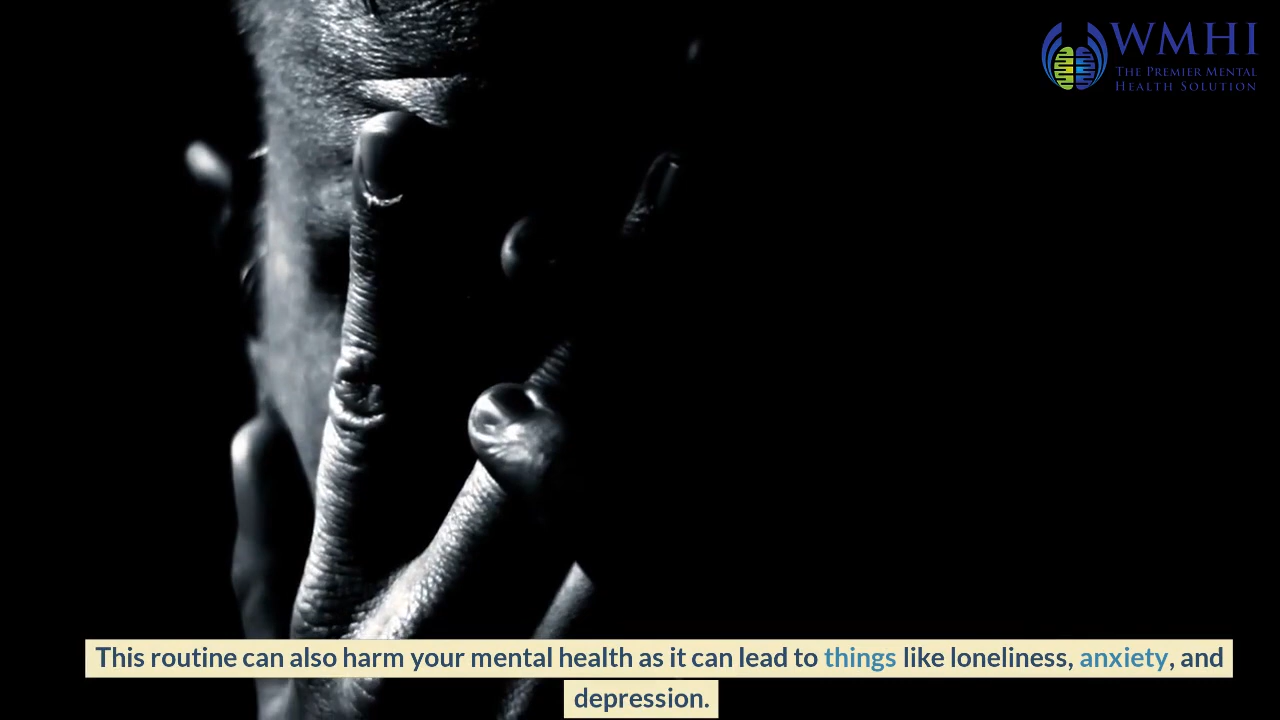 WMHI
THE PREMIER MENTAL
HEALTH SOLUTION
This routine can also harm your mental health as it can lead to things like loneliness, anxiety, and
depression.